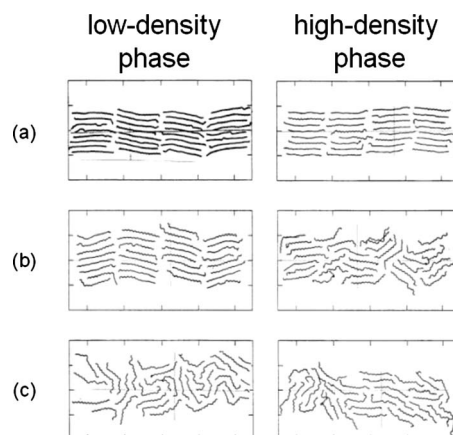 low-density high-density
phase phase
(a)
(b)
(c)